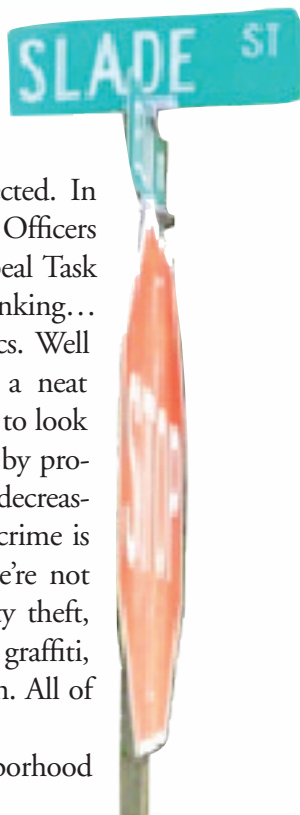 SLADE ST
cted. In
Officers
eal Task
nking…
cs. Well
a neat
to look
by pro-
decreas-
crime is
e're not
ty theft,
graffiti,
n. All of
borhood